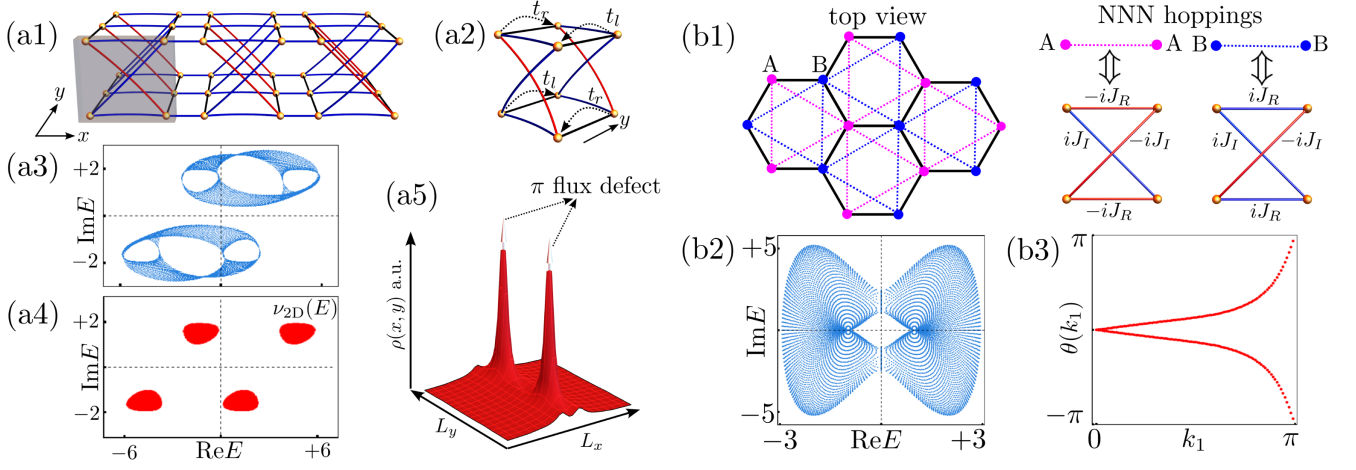 (a1)
y
x
(a2)
t_r
t_l
t_l
t_r
y
(a3)
+2
−2
ImE
(a4)
ν_2D(E)
+2
−2
ImE
−6
ReE
+6
(a5)
π flux defect
ρ(x, y) a.u.
L_y
L_x
(b1)
top view
A
B
NNN hoppings
A
A
B
B
−iJ_R
iJ_I
−iJ_I
−iJ_R
iJ_R
iJ_I
−iJ_I
iJ_R
(b2)
+5
ImE
−5
−3
ReE
+3
(b3)
π
θ(k_1)
−π
0
k_1
π